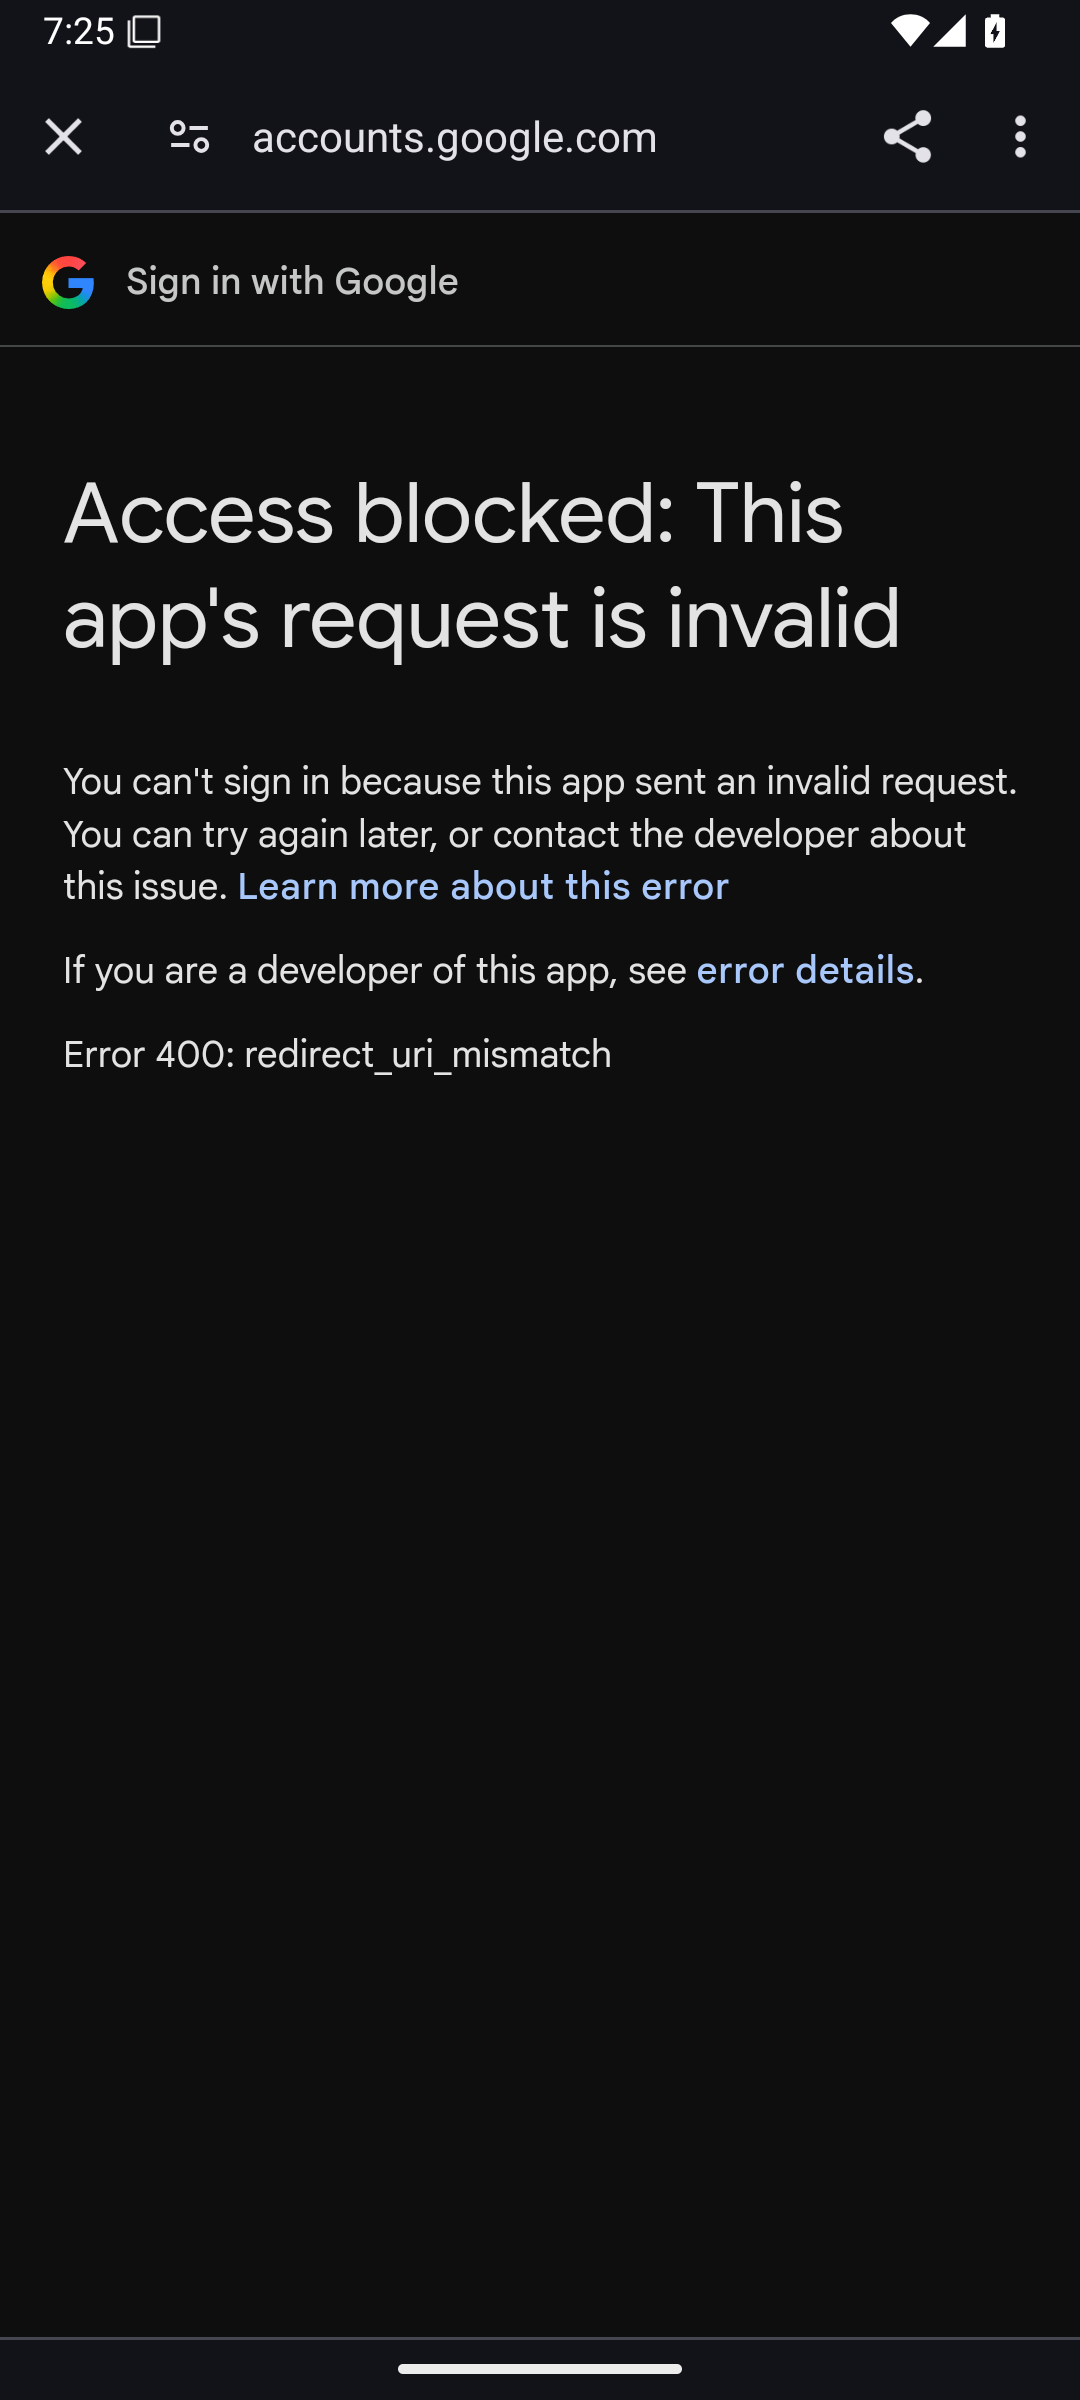 7:25
accounts.google.com
Sign in with Google
Access blocked: This
app's request is invalid
You can't sign in because this app sent an invalid request.
You can try again later, or contact the developer about
this issue. Learn more about this error
If you are a developer of this app, see error details.
Error 400: redirect_uri_mismatch